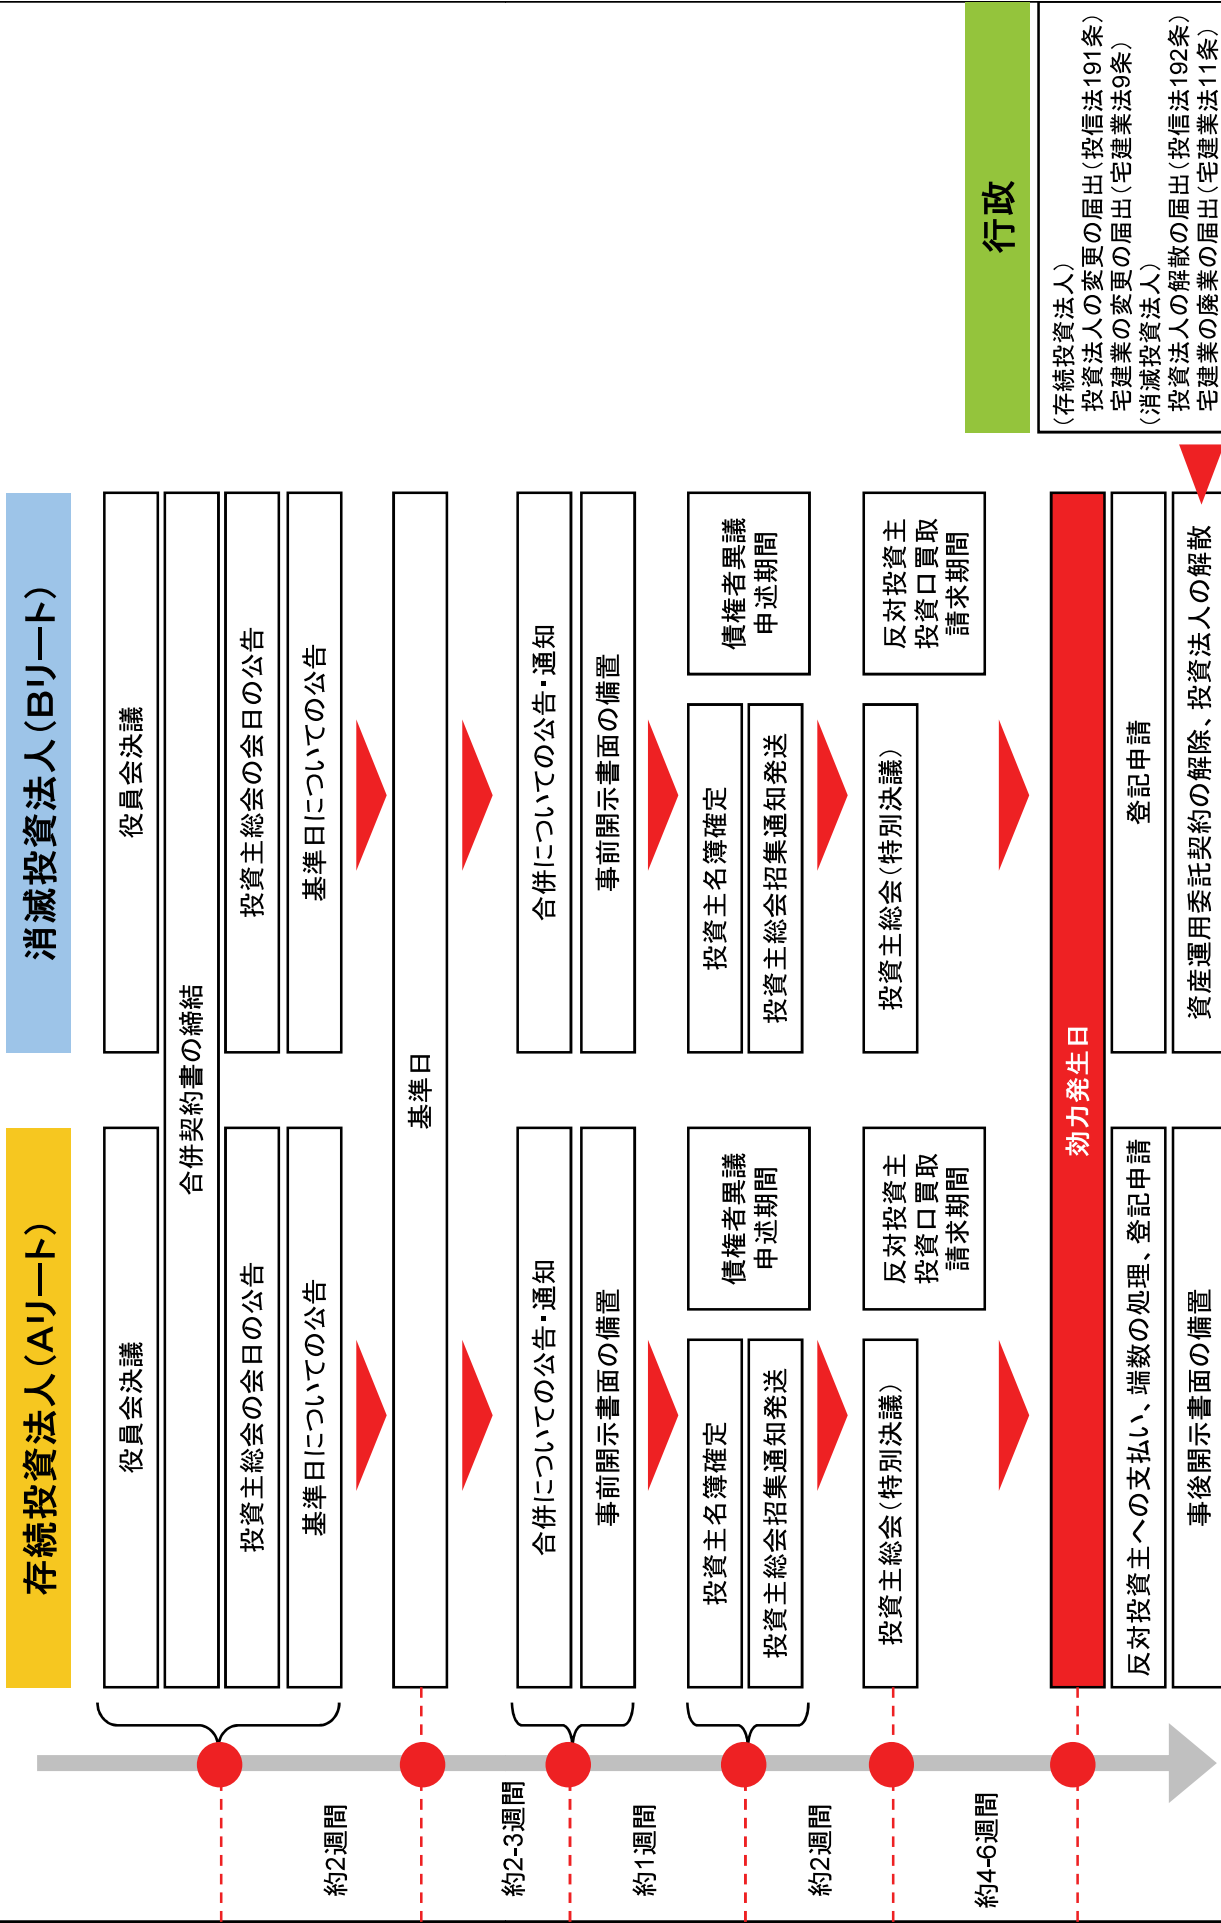 存続投資法人（Aリート）
消滅投資法人（Bリート）
役員会決議
役員会決議
合併契約書の締結
投資主総会の会日の公告
投資主総会の会日の公告
基準日についての公告
基準日についての公告
約2週間
基準日
約2-3週間
合併についての公告・通知
合併についての公告・通知
事前開示書面の備置
事前開示書面の備置
約1週間
投資主名簿確定
投資主総会招集通知発送
債権者異議
申述期間
投資主名簿確定
投資主総会招集通知発送
債権者異議
申述期間
約2週間
投資主総会（特別決議）
反対投資主
投資口買取
請求期間
投資主総会（特別決議）
反対投資主
投資口買取
請求期間
約4-6週間
効力発生日
反対投資主への支払い、端数の処理、登記申請
登記申請
事後開示書面の備置
資産運用委託契約の解除、投資法人の解散
行政
（存続投資法人）
投資法人の変更の届出（投信法191条）
宅建業の変更の届出（宅建業法9条）
（消滅投資法人）
投資法人の解散の届出（投信法192条）
宅建業の廃業の届出（宅建業法11条）